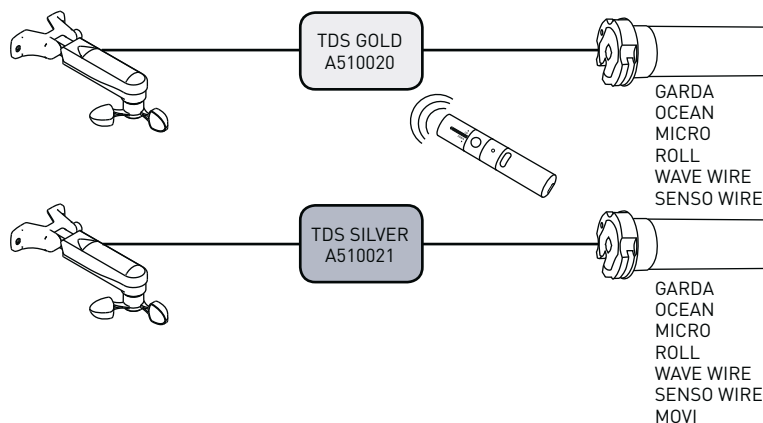 TDS GOLD
A510020
GARDA
OCEAN
MICRO
ROLL
WAVE WIRE
SENSO WIRE
TDS SILVER
A510021
GARDA
OCEAN
MICRO
ROLL
WAVE WIRE
SENSO WIRE
MOVI